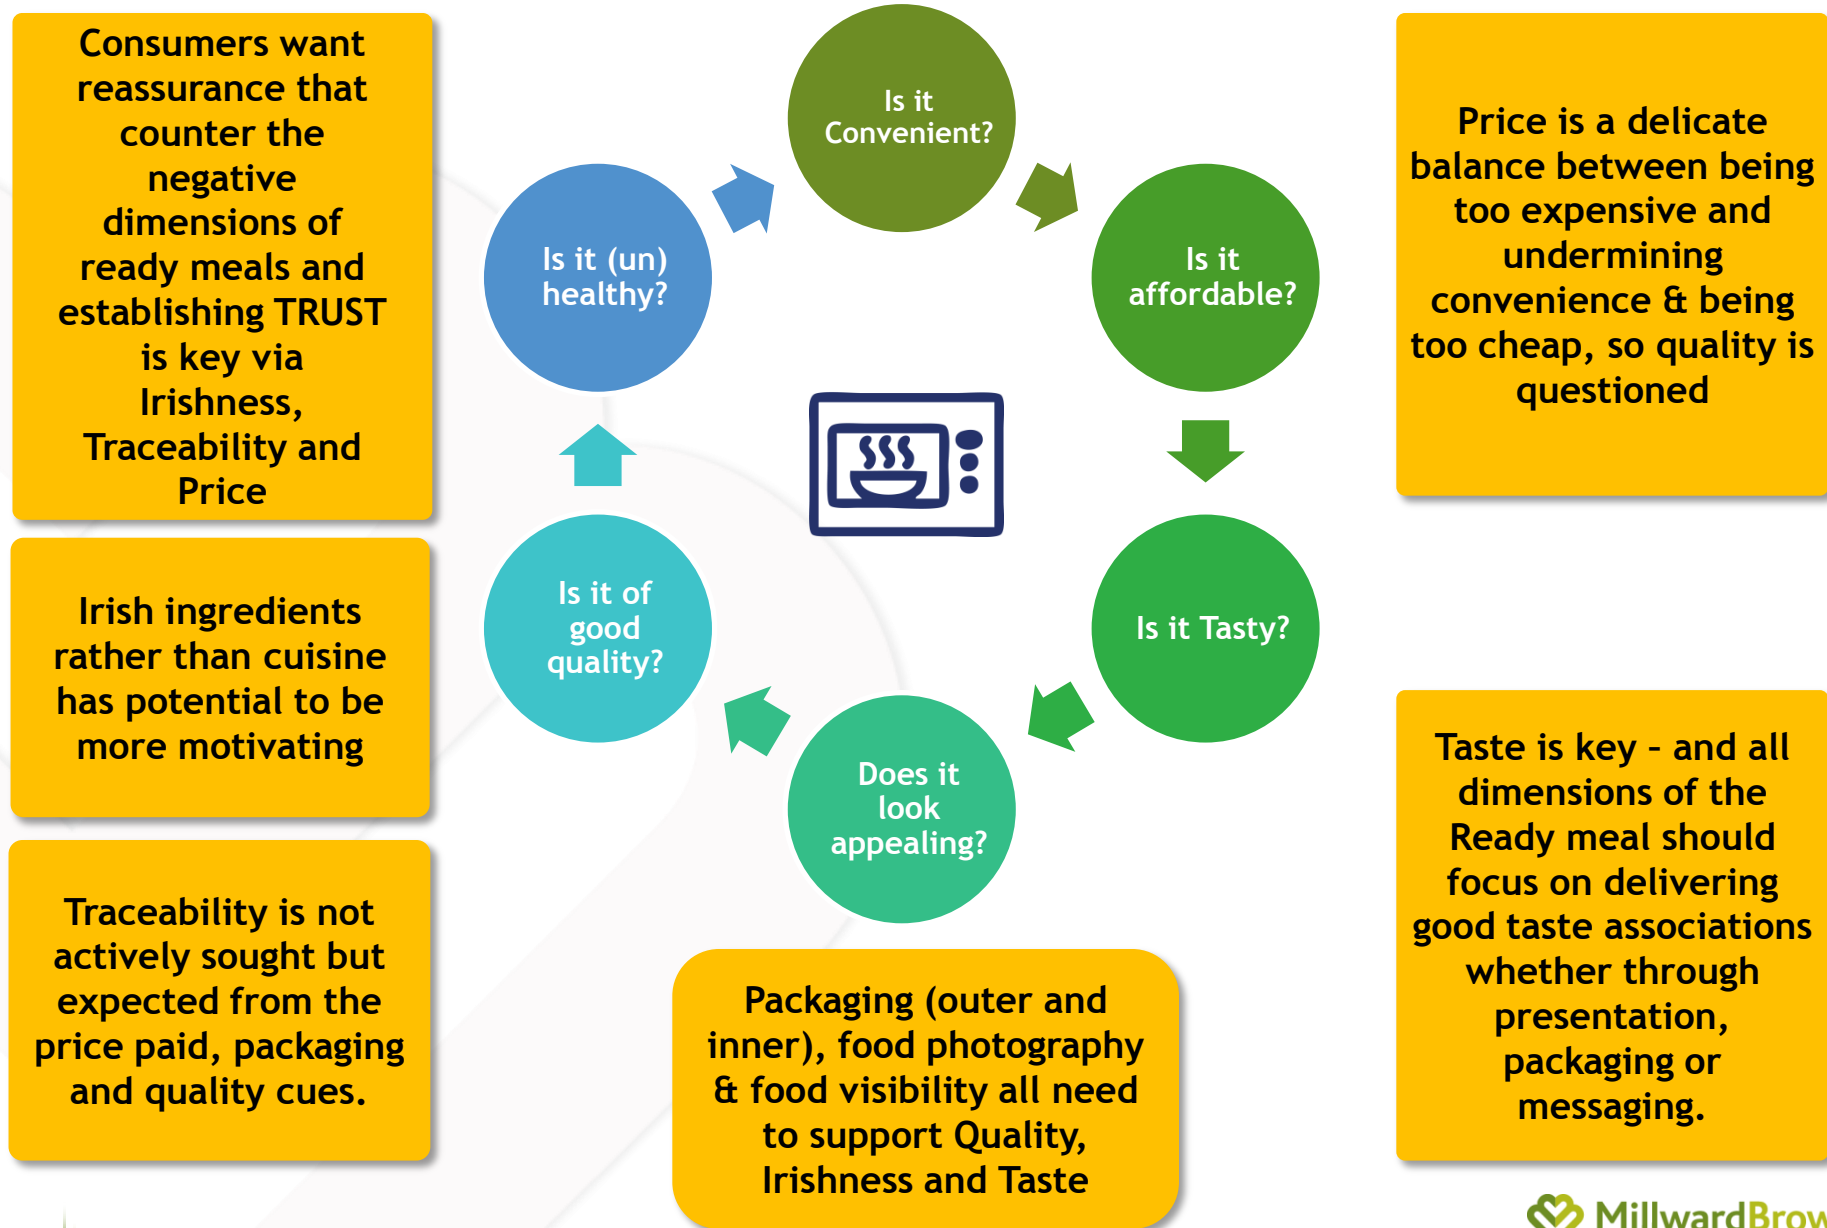 Consumers want
reassurance that
counter the
negative
dimensions of
ready meals and
establishing TRUST
is key via
Irishness,
Traceability and
Price
Irish ingredients
rather than cuisine
has potential to be
more motivating
Traceability is not
actively sought but
expected from the
price paid, packaging
and quality cues.
Is it
Convenient?
Is it
affordable?
Is it Tasty?
Does it
look
appealing?
Is it of
good
quality?
Is it (un)
healthy?
Packaging (outer and
inner), food photography
& food visibility all need
to support Quality,
Irishness and Taste
Price is a delicate
balance between being
too expensive and
undermining
convenience & being
too cheap, so quality is
questioned
Taste is key – and all
dimensions of the
Ready meal should
focus on delivering
good taste associations
whether through
presentation,
packaging or
messaging.
MillwardBrow